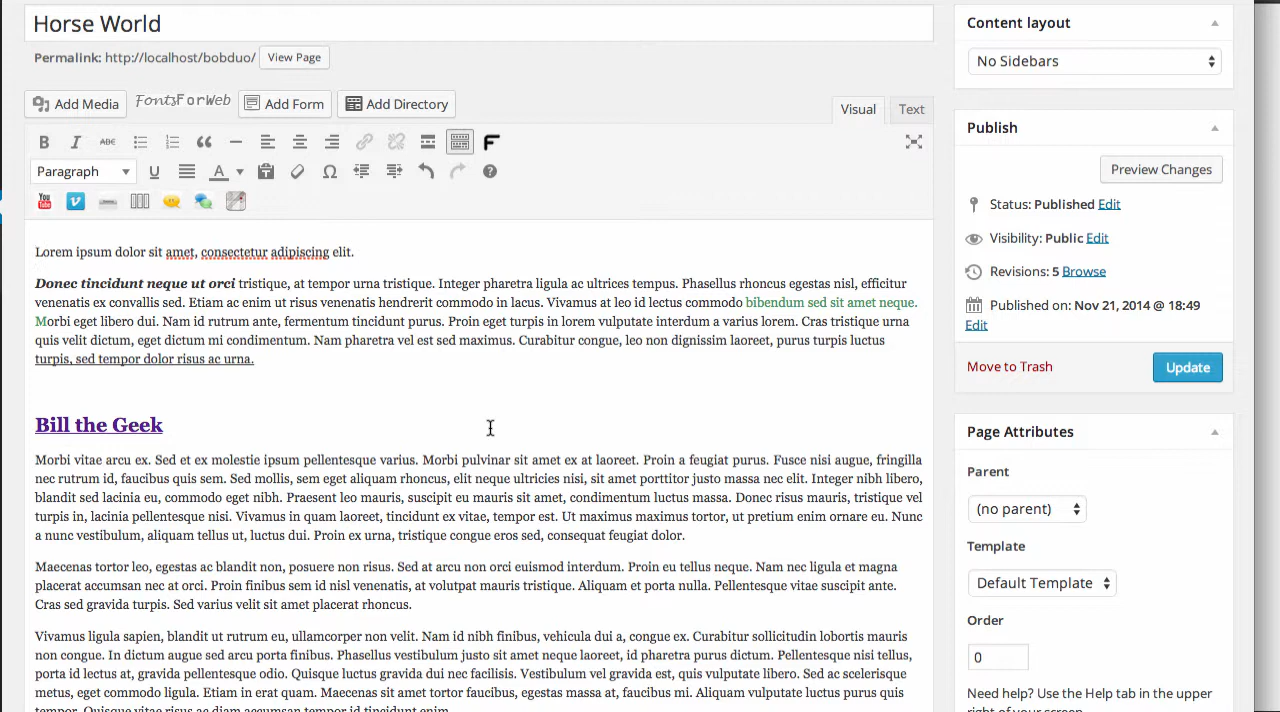 Horse World
Permalink: http://localhost/bobduo/ View Page
Add Media FontsForWeb Add Form Add Directory
Visual Text
B I ABC F
Paragraph U A Ω ?
You Tube
Lorem ipsum dolor sit amet, consectetur adipiscing elit.
Donec tincidunt neque ut orci tristique, at tempor urna tristique. Integer pharetra ligula ac ultrices tempus. Phasellus rhoncus egestas nisl, efficitur
venenatis ex convallis sed. Etiam ac enim ut risus venenatis hendrerit commodo in lacus. Vivamus at leo id lectus commodo bibendum sed sit amet neque.
Morbi eget libero dui. Nam id rutrum ante, fermentum tincidunt purus. Proin eget turpis in lorem vulputate interdum a varius lorem. Cras tristique urna
quis velit dictum, eget dictum mi condimentum. Nam pharetra vel est sed maximus. Curabitur congue, leo non dignissim laoreet, purus turpis luctus
turpis, sed tempor dolor risus ac urna.
Bill the Geek
Morbi vitae arcu ex. Sed et ex molestie ipsum pellentesque varius. Morbi pulvinar sit amet ex at laoreet. Proin a feugiat purus. Fusce nisi augue, fringilla
nec rutrum id, faucibus quis sem. Sed mollis, sem eget aliquam rhoncus, elit neque ultricies nisi, sit amet porttitor justo massa nec elit. Integer nibh libero,
blandit sed lacinia eu, commodo eget nibh. Praesent leo mauris, suscipit eu mauris sit amet, condimentum luctus massa. Donec risus mauris, tristique vel
turpis in, lacinia pellentesque nisi. Vivamus in quam laoreet, tincidunt ex vitae, tempor est. Ut maximus maximus tortor, ut pretium enim ornare eu. Nunc
a nunc vestibulum, aliquam tellus ut, luctus dui. Proin ex urna, tristique congue eros sed, consequat feugiat dolor.
Maecenas tortor leo, egestas ac blandit non, posuere non risus. Sed at arcu non orci euismod interdum. Proin eu tellus neque. Nam nec ligula et magna
placerat accumsan nec at orci. Proin finibus sem id nisl venenatis, at volutpat mauris tristique. Aliquam et porta nulla. Pellentesque vitae suscipit ante.
Cras sed gravida turpis. Sed varius velit sit amet placerat rhoncus.
Vivamus ligula sapien, blandit ut rutrum eu, ullamcorper non velit. Nam id nibh finibus, vehicula dui a, congue ex. Curabitur sollicitudin lobortis mauris
non congue. In dictum augue sed arcu porta finibus. Phasellus vestibulum justo sit amet neque laoreet, id pharetra purus dictum. Pellentesque nisi tellus,
porta id lectus at, gravida pellentesque odio. Quisque luctus gravida nec facilisis. Vestibulum vel gravida est, quis vulputate libero. Sed ac scelerisque
metus, eget commodo ligula. Etiam in erat quam. Maecenas sit amet tortor faucibus, egestas massa at, faucibus mi. Aliquam vulputate luctus purus quis
tempor. Quisque vitae risus ac diam accumsan tempor id tincidunt enim.
Content layout
No Sidebars
Publish
Preview Changes
Status: Published Edit
Visibility: Public Edit
Revisions: 5 Browse
Published on: Nov 21, 2014 @ 18:49
Edit
Move to Trash Update
Page Attributes
Parent
(no parent)
Template
Default Template
Order
0
Need help? Use the Help tab in the upper
right of your screen.